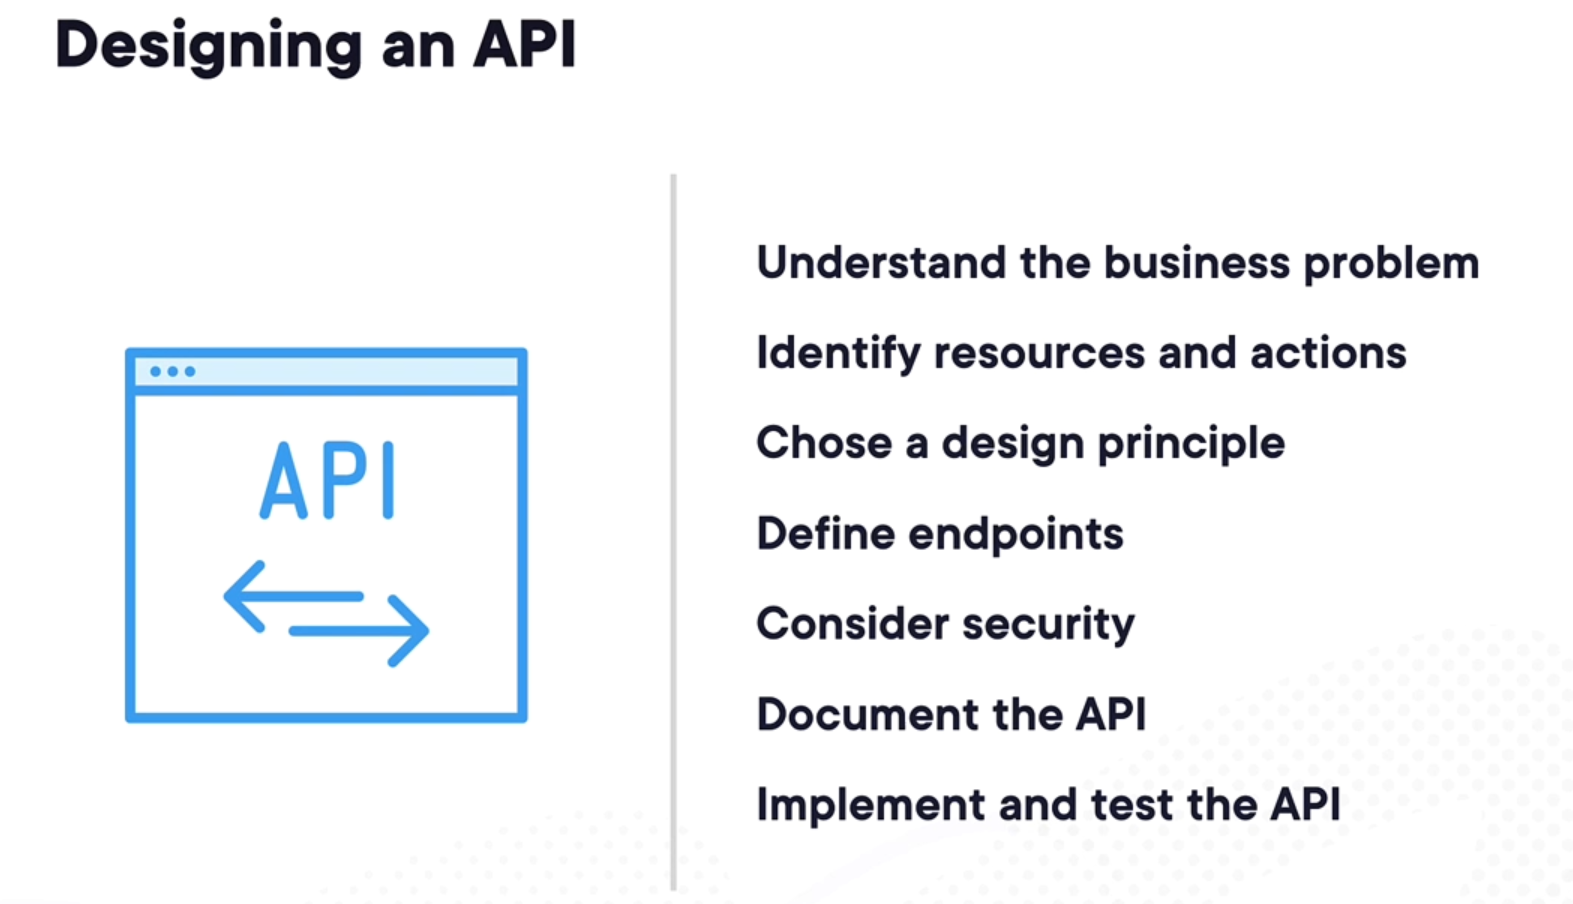 Designing an API
API
Understand the business problem
Identify resources and actions
Chose a design principle
Define endpoints
Consider security
Document the API
Implement and test the API